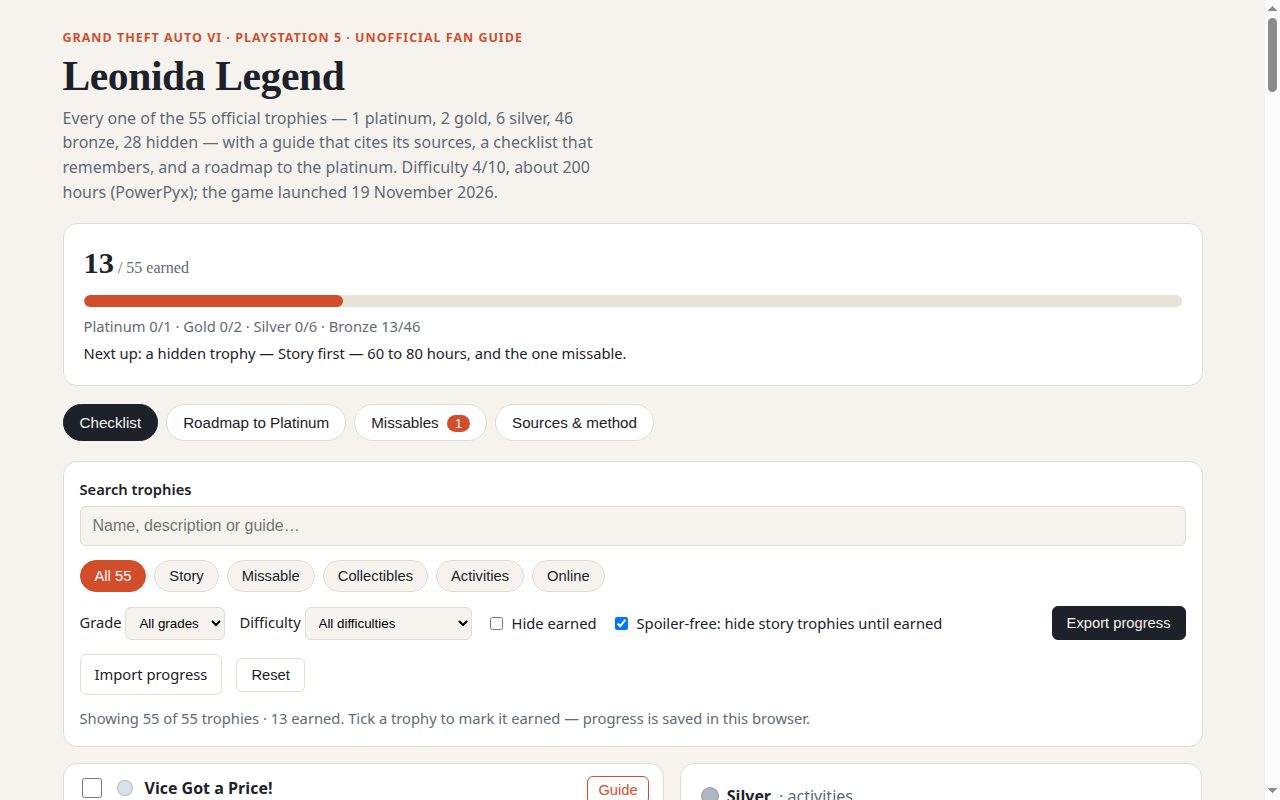 GRAND THEFT AUTO VI · PLAYSTATION 5 · UNOFFICIAL FAN GUIDE
Leonida Legend
Every one of the 55 official trophies — 1 platinum, 2 gold, 6 silver, 46
bronze, 28 hidden — with a guide that cites its sources, a checklist that
remembers, and a roadmap to the platinum. Difficulty 4/10, about 200
hours (PowerPyx); the game launched 19 November 2026.
13 / 55 earned
Platinum 0/1 · Gold 0/2 · Silver 0/6 · Bronze 13/46
Next up: a hidden trophy — Story first — 60 to 80 hours, and the one missable.
Checklist Roadmap to Platinum Missables 1 Sources & method
Search trophies
Name, description or guide…
All 55 Story Missable Collectibles Activities Online
Grade All grades Difficulty All difficulties Hide earned Spoiler-free: hide story trophies until earned Export progress
Import progress Reset
Showing 55 of 55 trophies · 13 earned. Tick a trophy to mark it earned — progress is saved in this browser.
Vice Got a Price! Guide Silver · activities